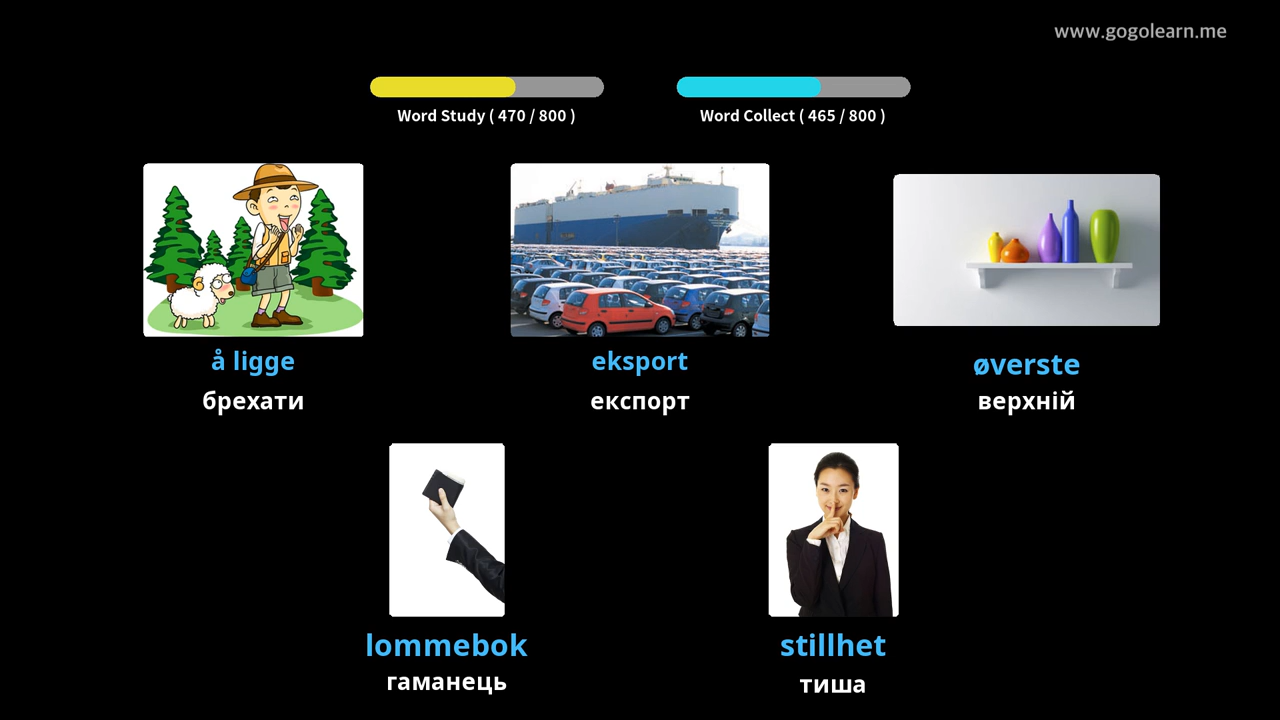 www.gogolearn.me
Word Study ( 470 / 800 )
Word Collect ( 465 / 800 )
å ligge
брехати
eksport
експорт
øverste
верхній
lommebok
гаманець
stillhet
тиша